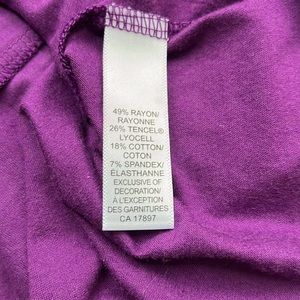 49% RAYON/
RAYONNE
26% TENCEL®
LYOCELL
18% COTTON/
COTON
7% SPANDEX/
ÉLASTHANNE
EXCLUSIVE OF
DECORATION/
À L'EXCEPTION
DES GARNITURES
CA 17897